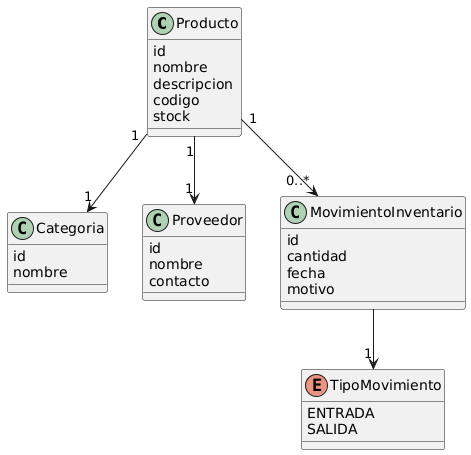 C Producto
id
nombre
descripcion
codigo
stock
1
1
1
1
1
0..*
C Categoria
id
nombre
C Proveedor
id
nombre
contacto
C MovimientoInventario
id
cantidad
fecha
motivo
1
E TipoMovimiento
ENTRADA
SALIDA